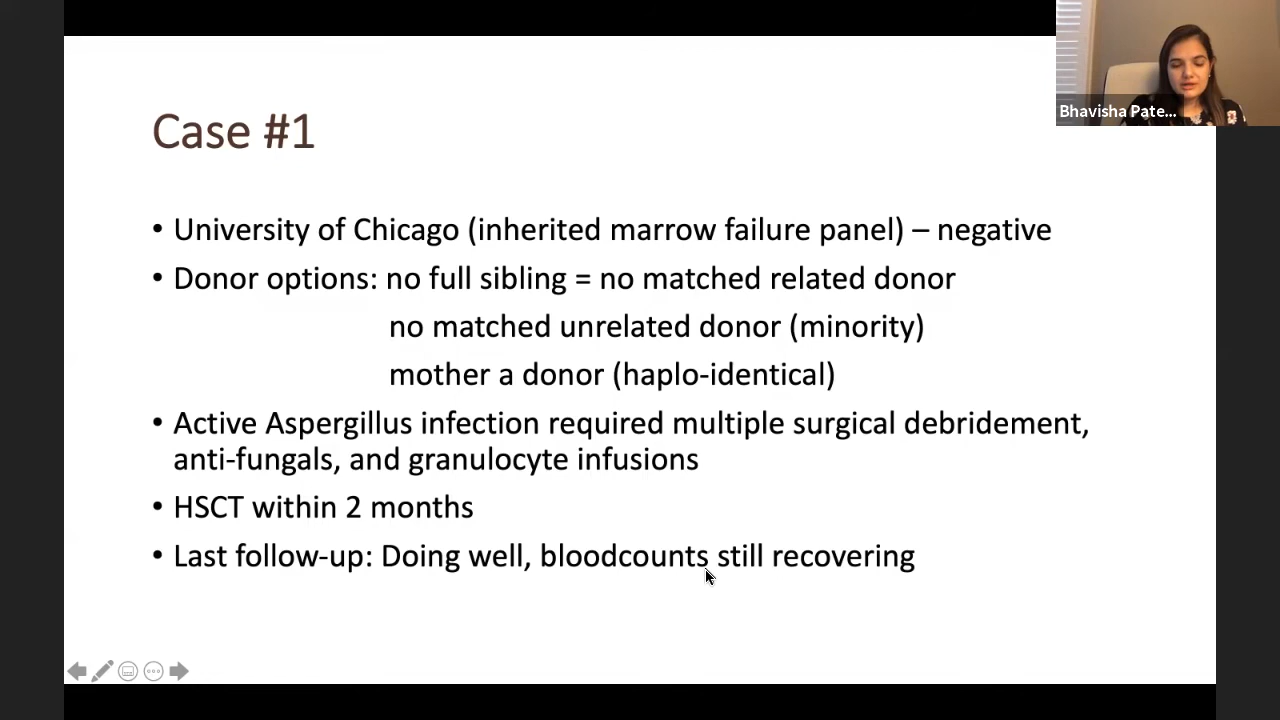 Bhavisha Pate...
Case #1
• University of Chicago (inherited marrow failure panel) – negative
• Donor options: no full sibling = no matched related donor
no matched unrelated donor (minority)
mother a donor (haplo-identical)
• Active Aspergillus infection required multiple surgical debridement,
anti-fungals, and granulocyte infusions
• HSCT within 2 months
• Last follow-up: Doing well, bloodcounts still recovering